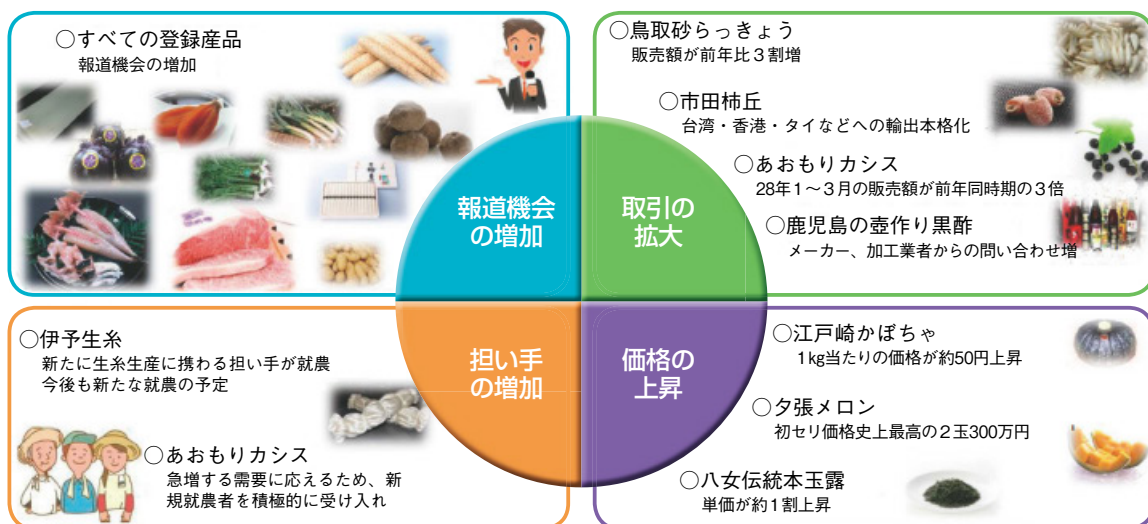 ○すべての登録産品
報道機会の増加
○鳥取砂らっきょう
販売額が前年比3割増
○市田柿丘
台湾・香港・タイなどへの輸出本格化
○あおもりカシス
28年1～3月の販売額が前年同時期の3倍
○鹿児島の壺作り黒酢
メーカー、加工業者からの問い合わせ増
報道機会
の増加
取引の
拡大
担い手
の増加
価格の
上昇
○伊予生糸
新たに生糸生産に携わる担い手が就農
今後も新たな就農の予定
○あおもりカシス
急増する需要に応えるため、新
規就農者を積極的に受け入れ
○江戸崎かぼちゃ
1kg当たりの価格が約50円上昇
○夕張メロン
初セリ価格史上最高の2玉300万円
○八女伝統本玉露
単価が約1割上昇